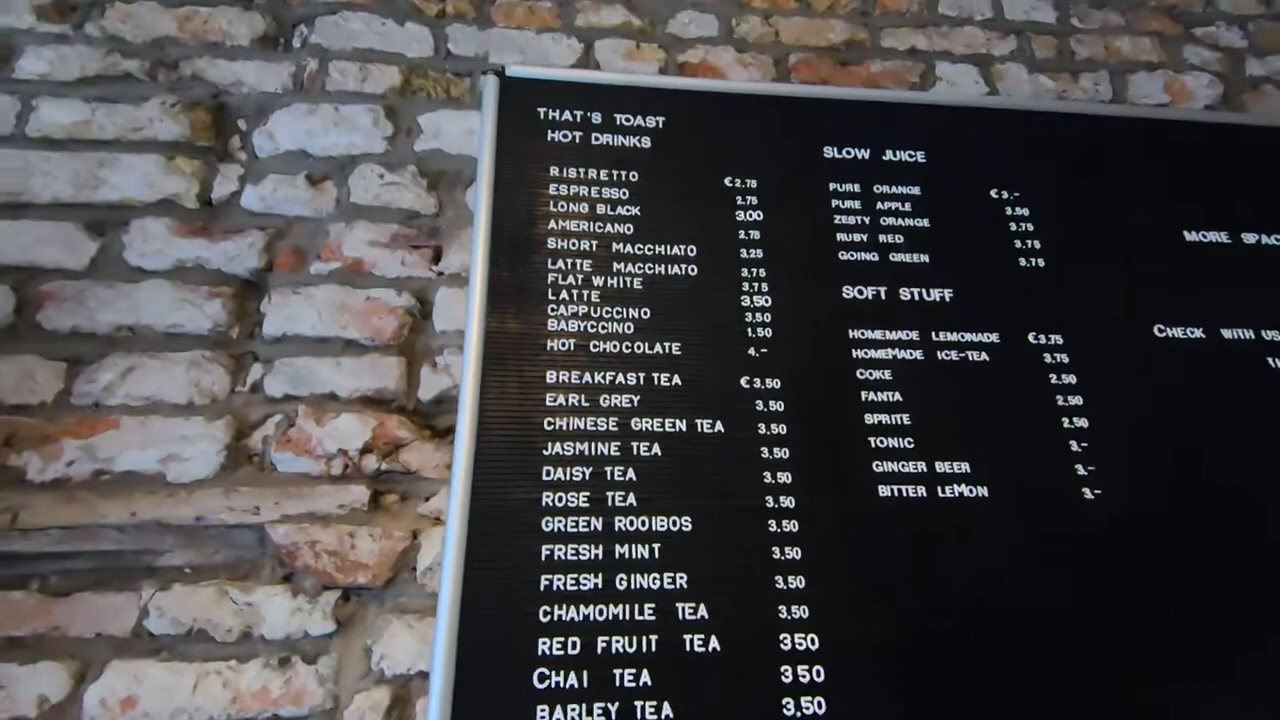 THAT'S TOAST
HOT DRINKS
RISTRETTO €2.75
ESPRESSO 2.75
LONG BLACK 3.00
AMERICANO 2.75
SHORT MACCHIATO 3.25
LATTE MACCHIATO 3,75
FLAT WHITE 3,75
LATTE 3,50
CAPPUCCINO 3,50
BABYCCINO 1,50
HOT CHOCOLATE 4.-
BREAKFAST TEA €3,50
EARL GREY 3,50
CHINESE GREEN TEA 3,50
JASMINE TEA 3,50
DAISY TEA 3.50
ROSE TEA 3.50
GREEN ROOIBOS 3,50
FRESH MINT 3,50
FRESH GINGER 3,50
CHAMOMILE TEA 3,50
RED FRUIT TEA 350
CHAI TEA 350
BARLEY TEA 3,50
SLOW JUICE
PURE ORANGE €3.-
PURE APPLE 3.50
ZESTY ORANGE 3.75
RUBY RED 3.75
GOING GREEN 3.75
SOFT STUFF
HOMEMADE LEMONADE €3.75
HOMEMADE ICE-TEA 3,75
COKE 2,50
FANTA 2,50
SPRITE 2,50
TONIC 3.-
GINGER BEER 3.-
BITTER LEMON 3.-
MORE SPAC
CHECK WITH US